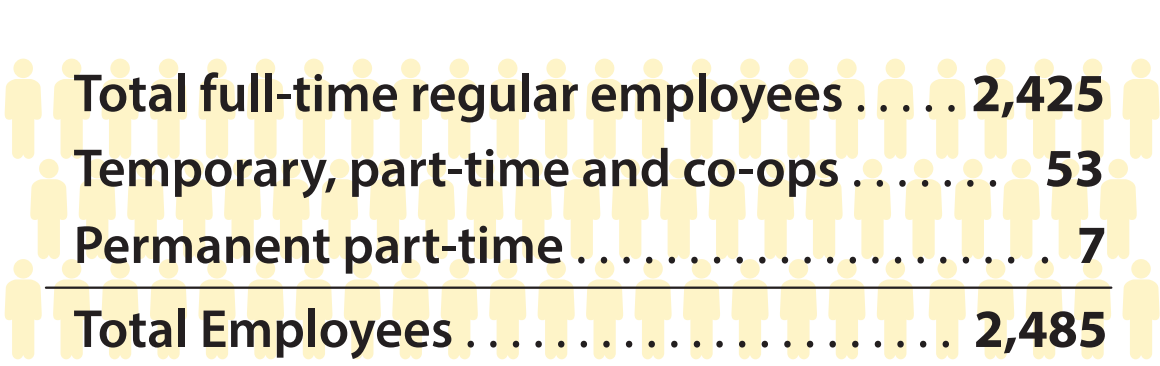 Total full-time regular employees ..... 2,425
Temporary, part-time and co-ops ....... 53
Permanent part-time ..................... 7
Total Employees ...................... 2,485